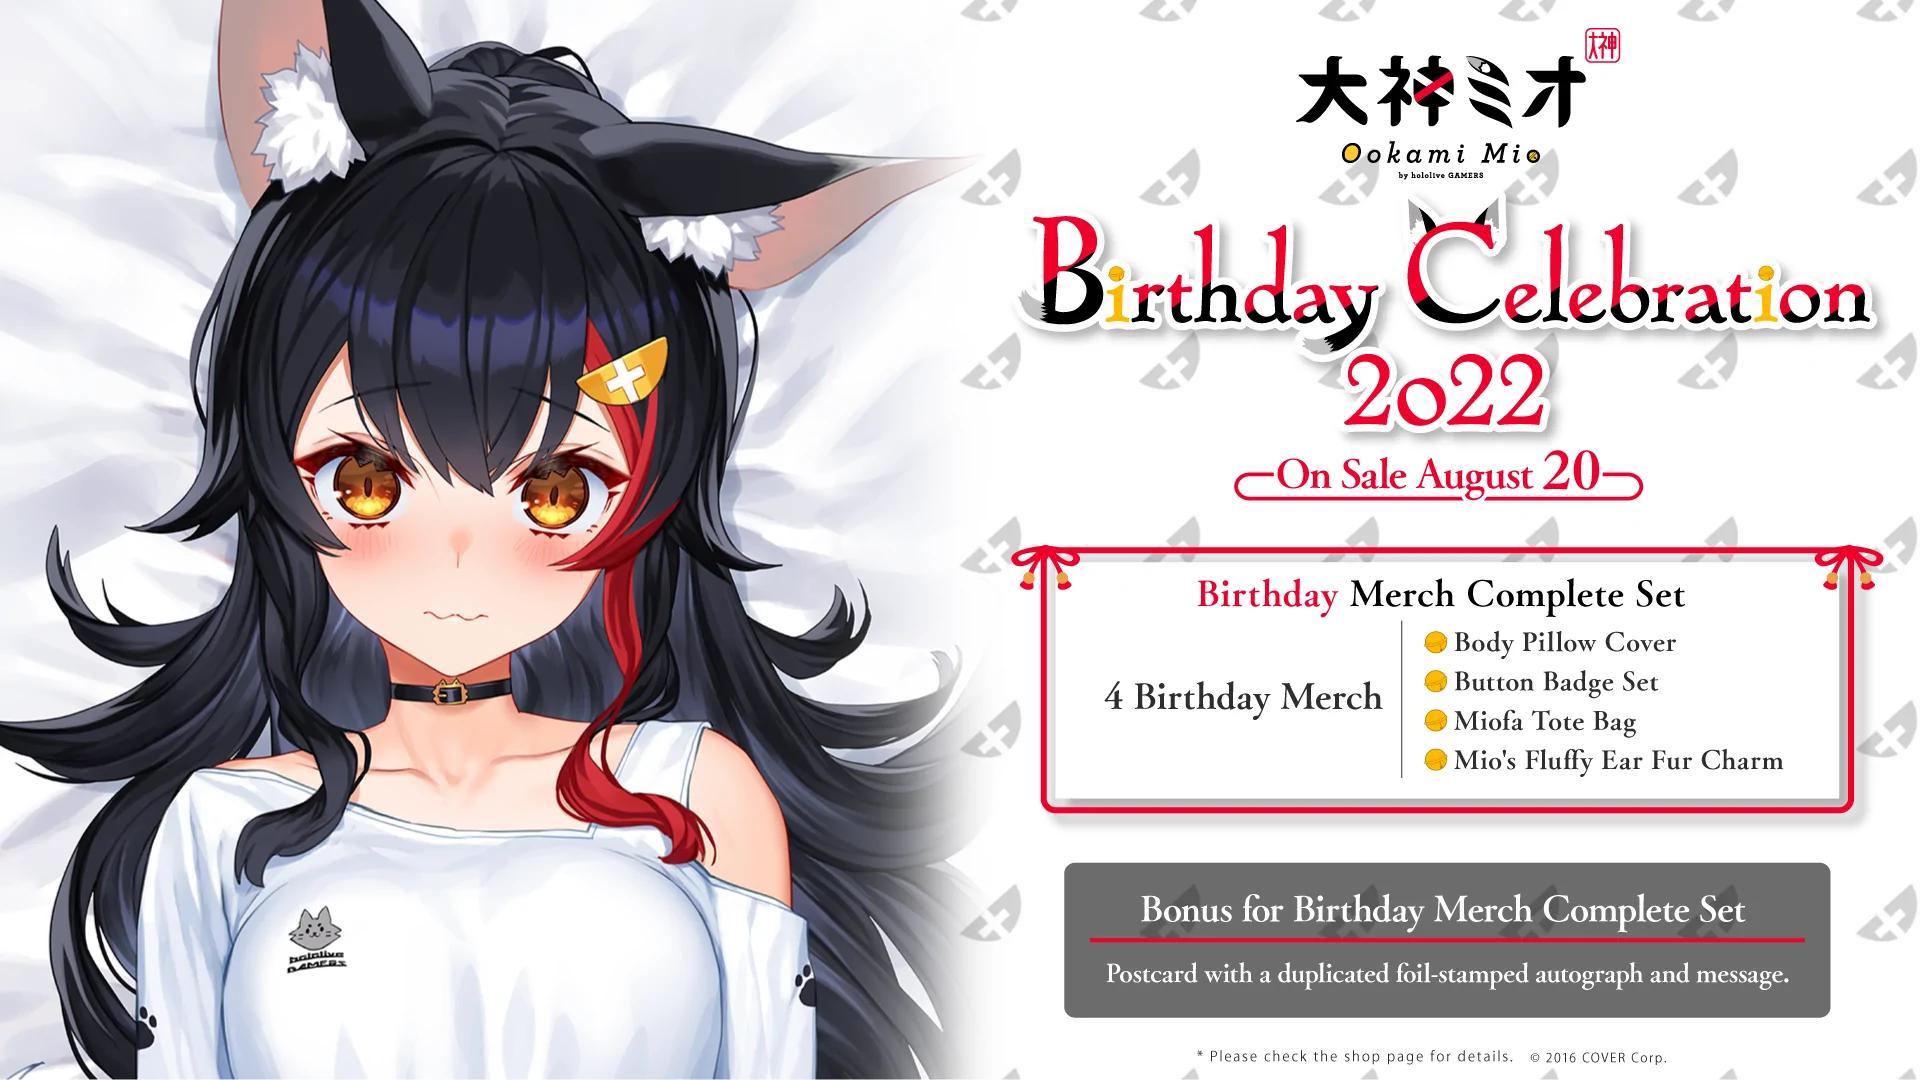 大神ミオ
大神
Ookami Mio
by hololive GAMERS
Birthday Celebration
2022
On Sale August 20
Birthday Merch Complete Set
4 Birthday Merch
Body Pillow Cover
Button Badge Set
Miofa Tote Bag
Mio's Fluffy Ear Fur Charm
Bonus for Birthday Merch Complete Set
Postcard with a duplicated foil-stamped autograph and message.
* Please check the shop page for details. © 2016 COVER Corp.
hololive
GAMERS